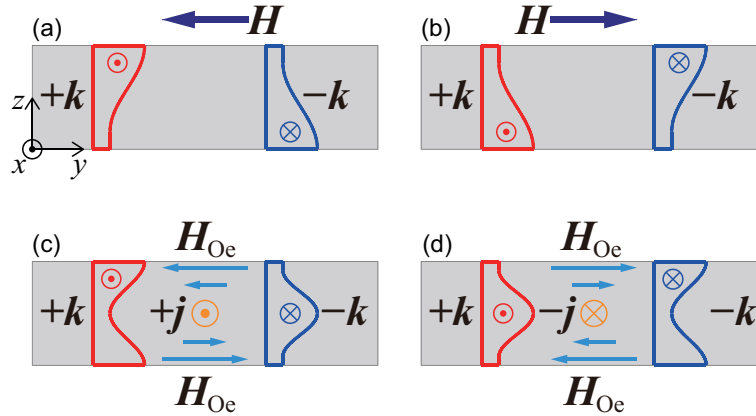 (a) H (b) H
+k −k +k −k
z
x y
(c) H_Oe (d) H_Oe
+k +j −k +k −j −k
H_Oe H_Oe